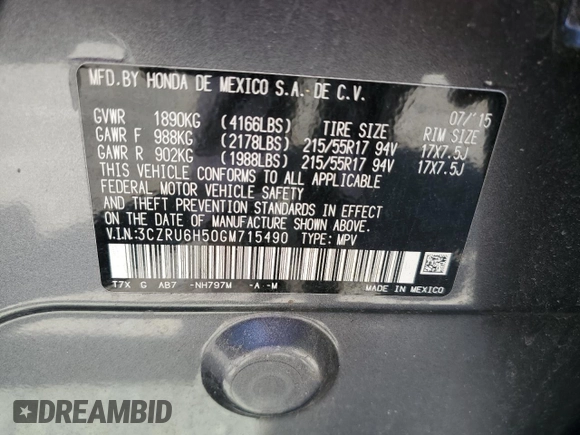 MFD. BY HONDA DE MEXICO S.A. DE C.V.
07/'15
GVWR 1890KG (4166LBS) TIRE SIZE RIM SIZE
GAWR F 988KG (2178LBS) 215/55R17 94V 17X7.5J
GAWR R 902KG (1988LBS) 215/55R17 94V 17X7.5J
THIS VEHICLE CONFORMS TO ALL APPLICABLE
FEDERAL MOTOR VEHICLE SAFETY
AND THEFT PREVENTION STANDARDS IN EFFECT
ON THE DATE OF MANUFACTURE SHOWN ABOVE.
V.IN:3CZRU6H50GM715490 TYPE: MPV
T7X G AB7 -NH797M -A -M MADE IN MEXICO
DREAMBID